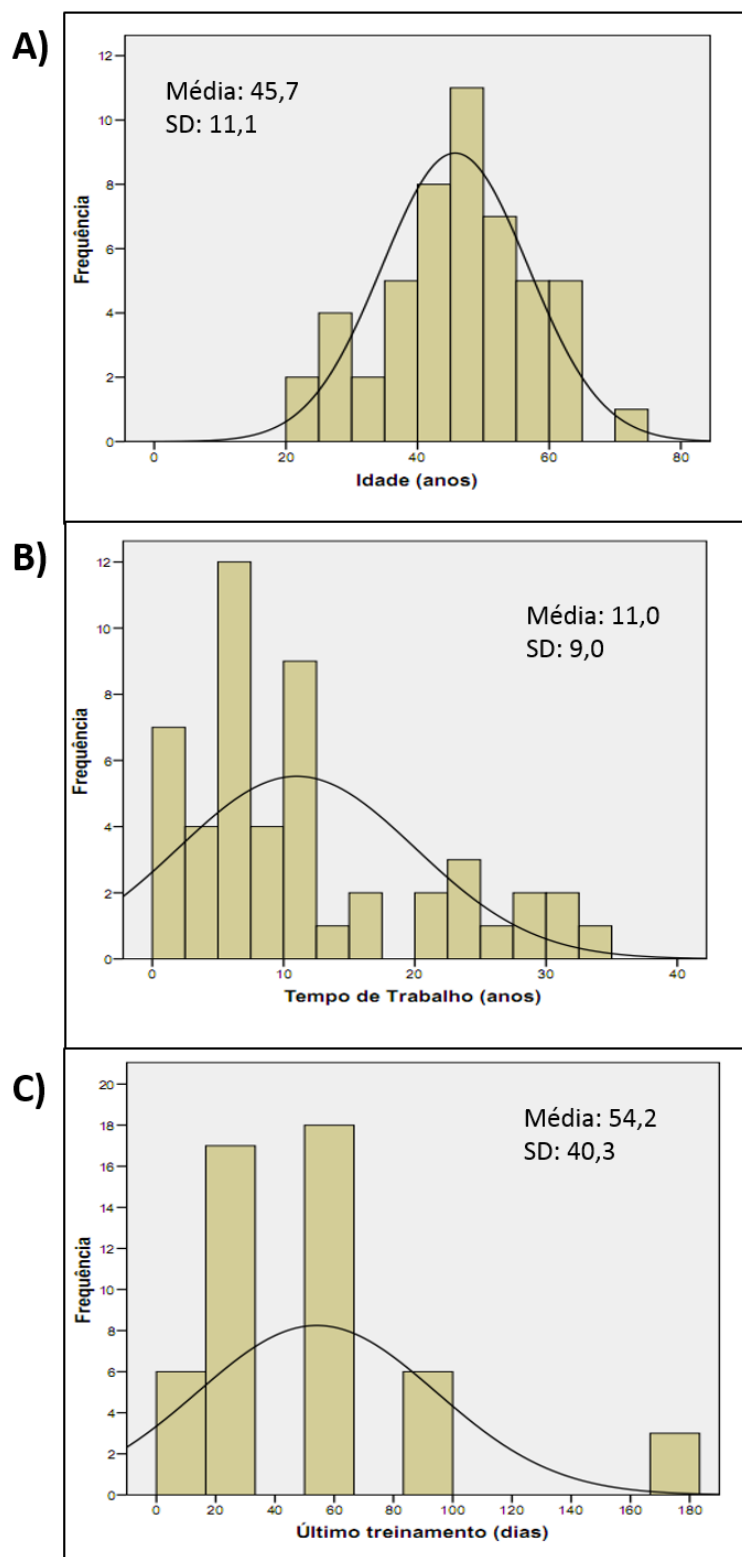 A)
Média: 45,7
SD: 11,1
12
10
8
6
4
2
0
Frequência
0 20 40 60 80
Idade (anos)
B)
Média: 11,0
SD: 9,0
12
10
8
6
4
2
0
Frequência
0 10 20 30 40
Tempo de Trabalho (anos)
C)
Média: 54,2
SD: 40,3
20
18
16
14
12
10
8
6
4
2
0
Frequência
0 20 40 60 80 100 120 140 160 180
Último treinamento (dias)